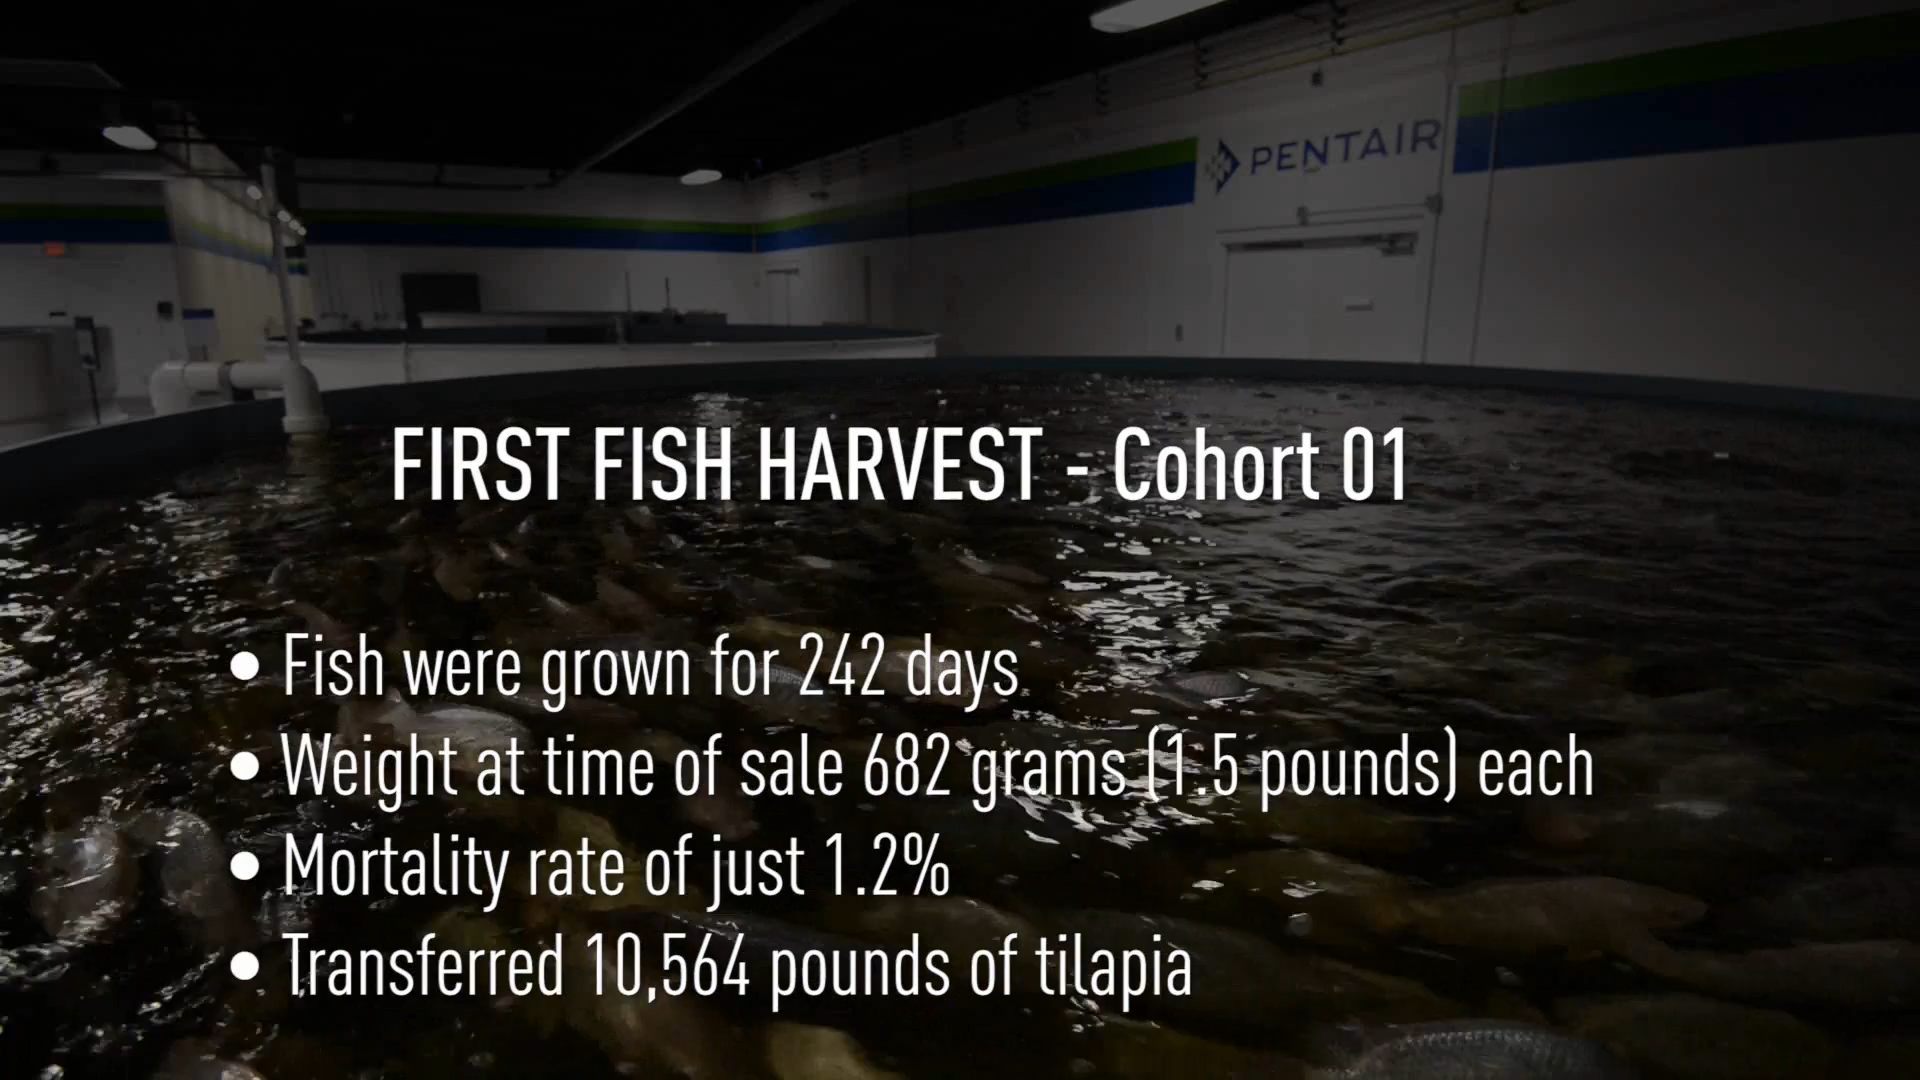 PENTAIR
FIRST FISH HARVEST - Cohort 01
• Fish were grown for 242 days
• Weight at time of sale 682 grams (1.5 pounds) each
• Mortality rate of just 1.2%
• Transferred 10,564 pounds of tilapia